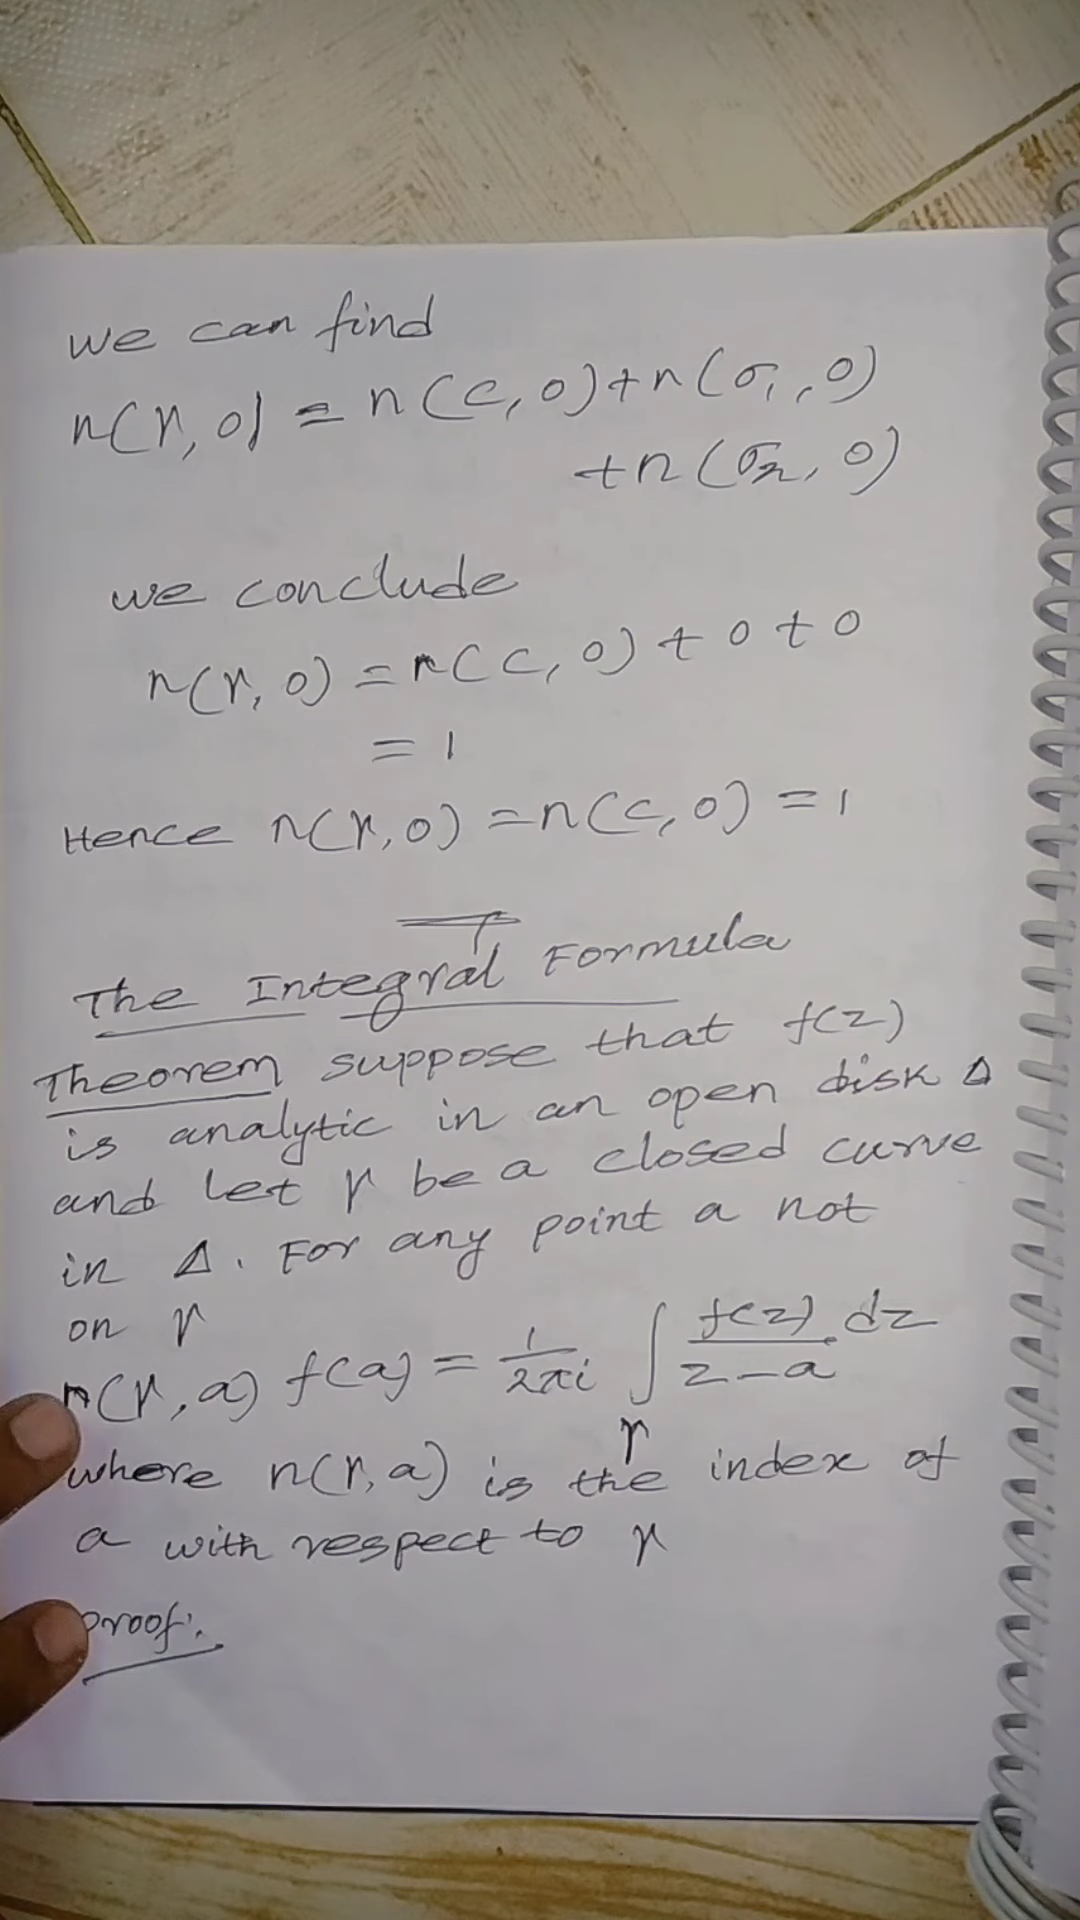 we can find
n(γ, 0) = n(c, 0) + n(σ₁, 0)
+ n(σ₂, 0)
we conclude
n(γ, 0) = n(c, 0) + 0 + 0
= 1
Hence n(γ, 0) = n(c, 0) = 1
The Integral Formula
Theorem suppose that f(z)
is analytic in an open disk Δ
and let γ be a closed curve
in Δ. For any point a not
on γ
n(γ, a) f(a) = 1/2πi ∫γ f(z)/z-a dz
where n(γ, a) is the index of
a with respect to γ
proof: